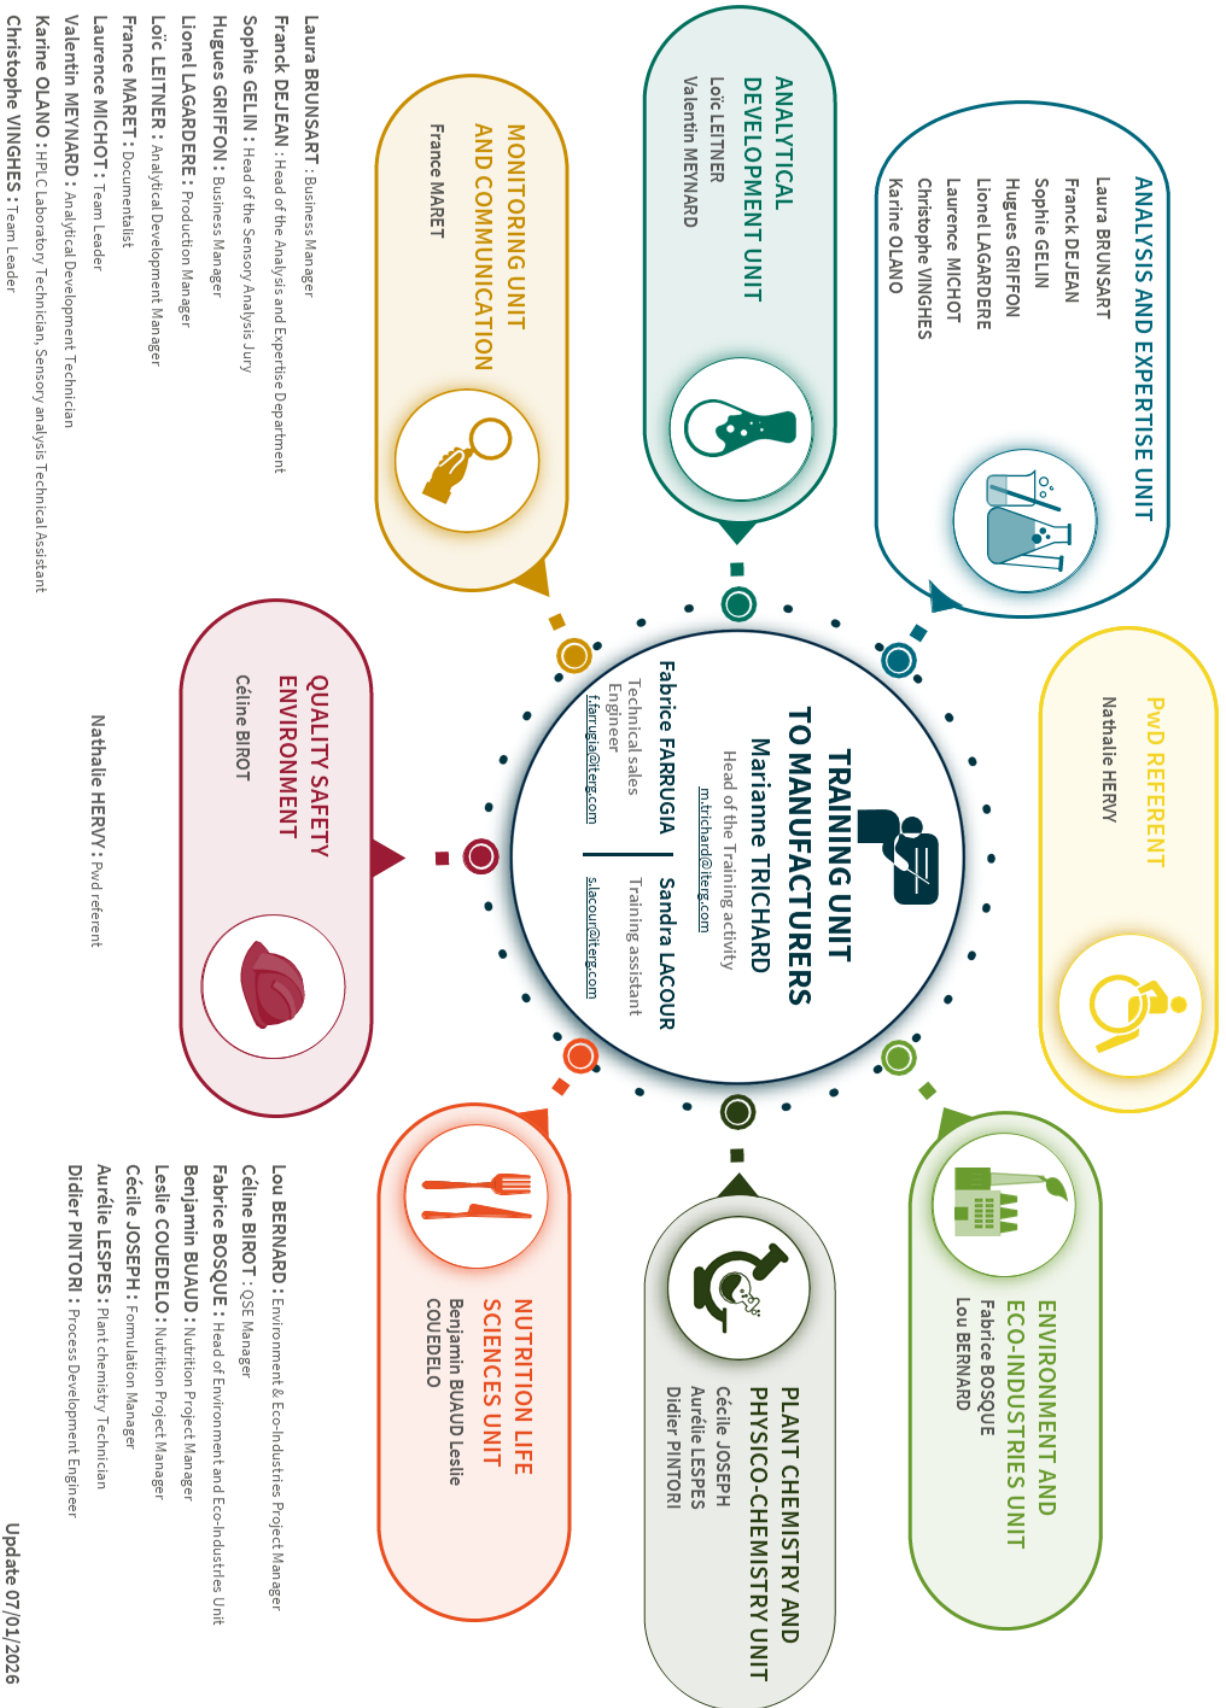 PwD REFERENT
Nathalie HERVY
ANALYSIS AND EXPERTISE UNIT
Laura BRUNSART
Franck DEJEAN
Sophie GELIN
Hugues GRIFFON
Lionel LAGARDERE
Laurence MICHOT
Christophe VINGHES
Karine OLANO
ENVIRONMENT AND
ECO-INDUSTRIES UNIT
Fabrice BOSQUE
Lou BERNARD
TRAINING UNIT
TO MANUFACTURERS
Marianne TRICHARD
Head of the Training activity
m.trichard@iterg.com
Fabrice FARRUGIA
Technical sales
Engineer
f.farrugia@iterg.com
Sandra LACOUR
Training assistant
s.lacour@iterg.com
ANALYTICAL
DEVELOPMENT UNIT
Loïc LEITNER
Valentin MEYNARD
PLANT CHEMISTRY AND
PHYSICO-CHEMISTRY UNIT
Cécile JOSEPH
Aurélie LESPES
Didier PINTORI
MONITORING UNIT
AND COMMUNICATION
France MARET
NUTRITION LIFE
SCIENCES UNIT
Benjamin BUAUD Leslie
COUEDELO
QUALITY SAFETY
ENVIRONMENT
Céline BIROT
Laura BRUNSART : Business Manager
Franck DEJEAN : Head of the Analysis and Expertise Department
Sophie GELIN : Head of the Sensory Analysis Jury
Hugues GRIFFON : Business Manager
Lionel LAGARDERE : Production Manager
Loïc LEITNER : Analytical Development Manager
France MARET : Documentalist
Laurence MICHOT : Team Leader
Valentin MEYNARD : Analytical Development Technician
Karine OLANO : HPLC Laboratory Technician, Sensory analysis Technical Assistant
Christophe VINGHES : Team Leader
Nathalie HERVY : Pwd referent
Lou BERNARD : Environment & Eco-Industries Project Manager
Céline BIROT : QSE Manager
Fabrice BOSQUE : Head of Environment and Eco-Industries Unit
Benjamin BUAUD : Nutrition Project Manager
Leslie COUEDELO : Nutrition Project Manager
Cécile JOSEPH : Formulation Manager
Aurélie LESPES : Plant chemistry Technician
Didier PINTORI : Process Development Engineer
Update 07/01/2026